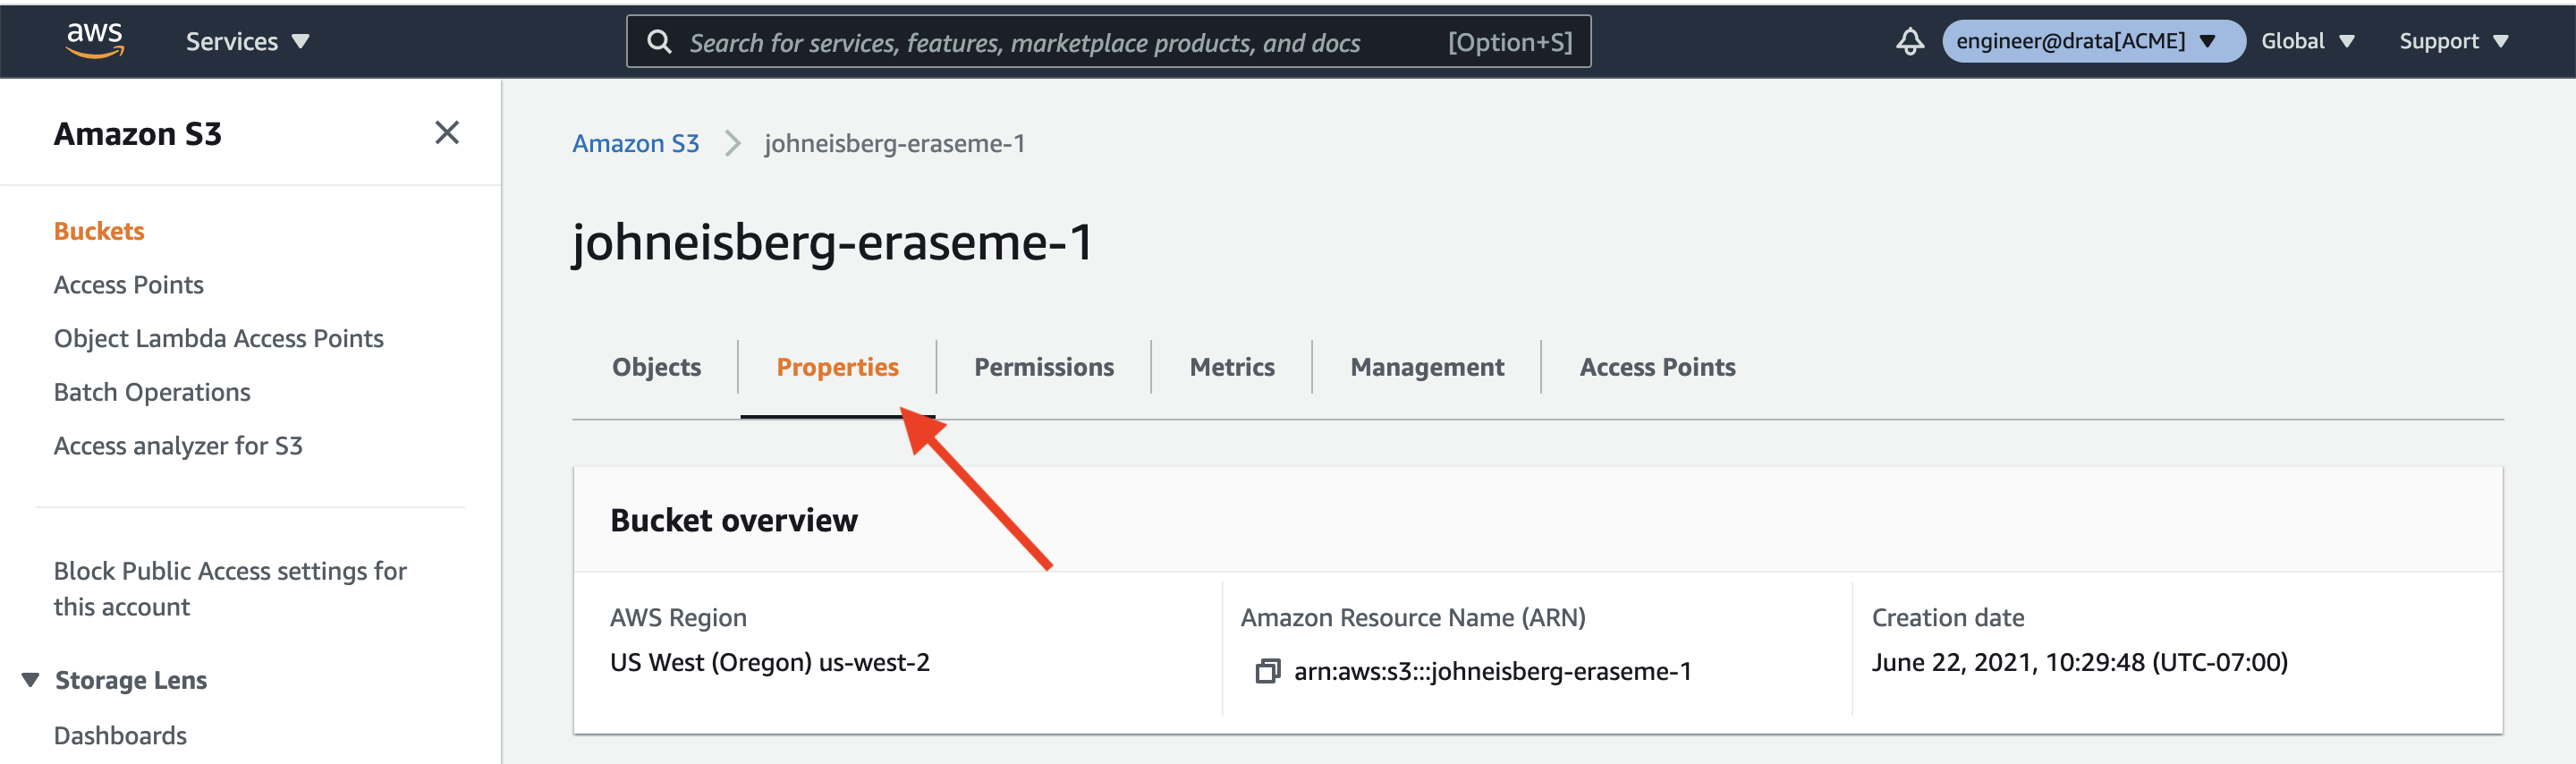 aws Services Search for services, features, marketplace products, and docs [Option+S] engineer@drata[ACME] Global Support
Amazon S3
Buckets
Access Points
Object Lambda Access Points
Batch Operations
Access analyzer for S3
Block Public Access settings for
this account
Storage Lens
Dashboards
Amazon S3 johneisberg-eraseme-1
johneisberg-eraseme-1
Objects Properties Permissions Metrics Management Access Points
Bucket overview
AWS Region
US West (Oregon) us-west-2
Amazon Resource Name (ARN)
arn:aws:s3:::johneisberg-eraseme-1
Creation date
June 22, 2021, 10:29:48 (UTC-07:00)